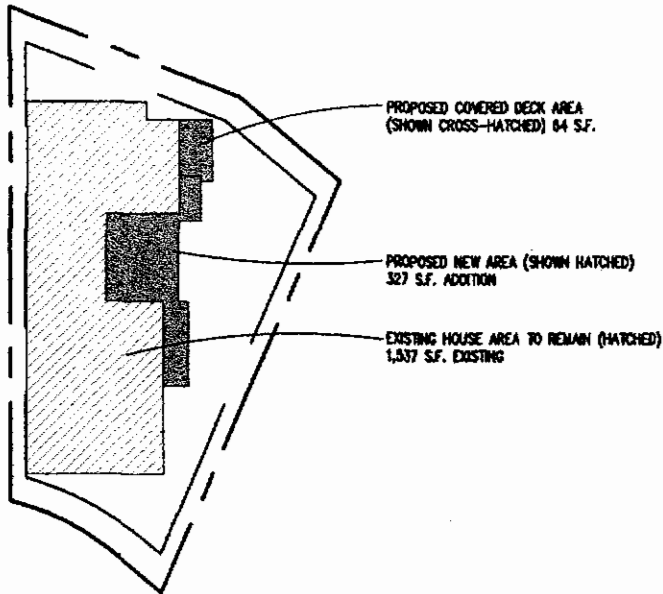 PROPOSED COVERED DECK AREA
(SHOWN CROSS-HATCHED) 64 S.F.
PROPOSED NEW AREA (SHOWN HATCHED)
327 S.F. ADDITION
EXISTING HOUSE AREA TO REMAIN (HATCHED)
1,537 S.F. EXISTING